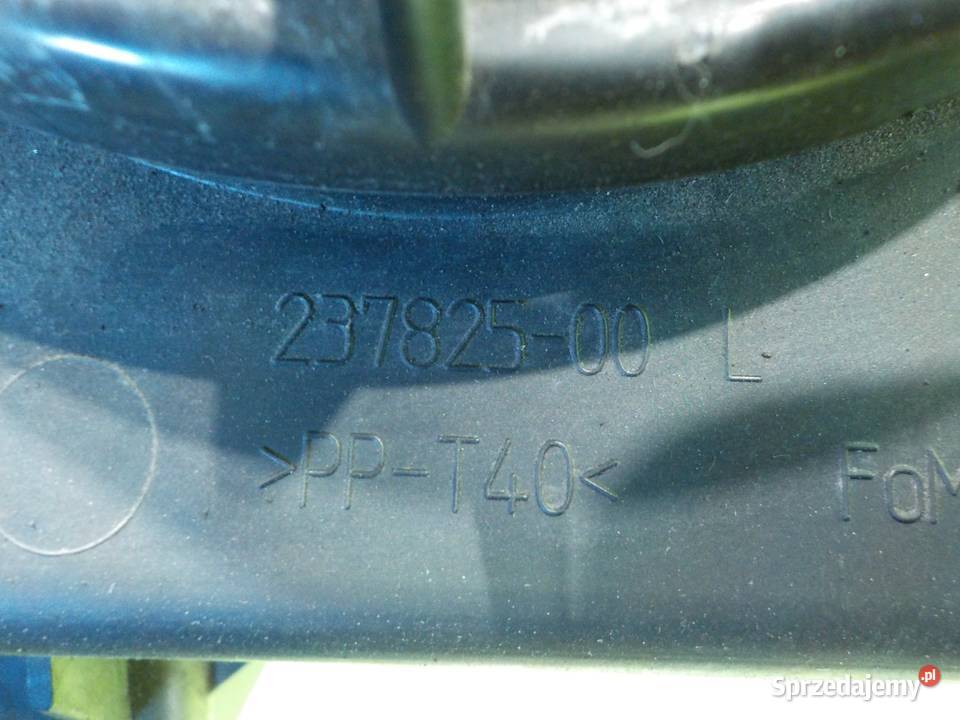 237825-00 L
>PP-T40< FoM
Sprzedajemy.pl